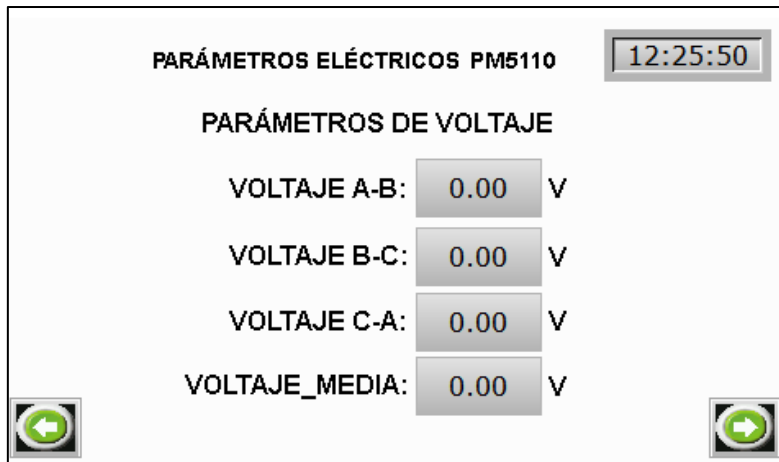 PARÁMETROS ELÉCTRICOS PM5110 12:25:50
PARÁMETROS DE VOLTAJE
VOLTAJE A-B: 0.00 V
VOLTAJE B-C: 0.00 V
VOLTAJE C-A: 0.00 V
VOLTAJE_MEDIA: 0.00 V